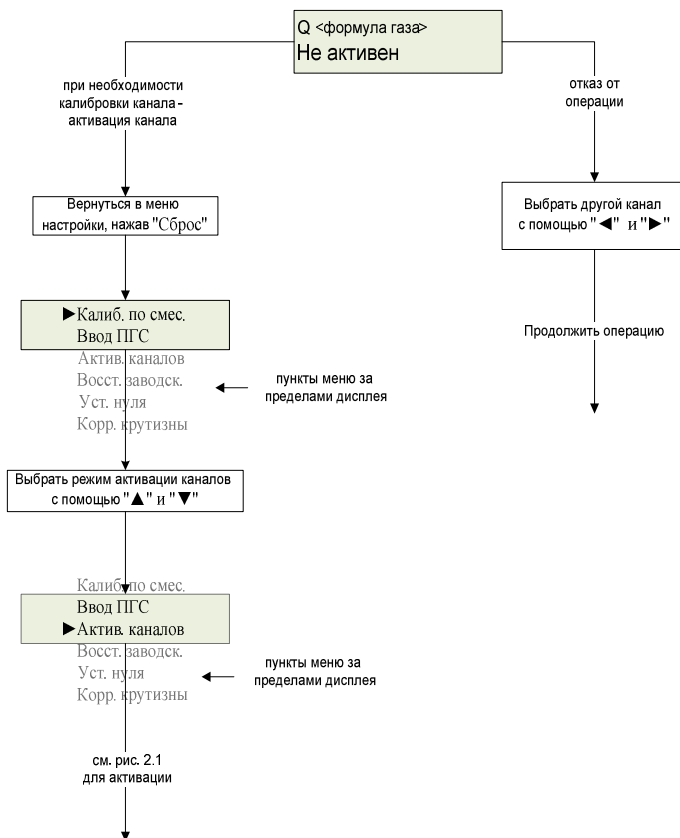 Q <формула газа>
Не активен
при необходимости
калибровки канала -
активация канала
отказ от
операции
Вернуться в меню
настройки, нажав "Сброс"
Выбрать другой канал
с помощью "◄" и "►"
►Калиб. по смес.
Ввод ПГС
Актив. каналов
Восст. заводск.
Уст. нуля
Корр. крутизны
пункты меню за
пределами дисплея
Продолжить операцию
Выбрать режим активации каналов
с помощью "▲" и "▼"
Калиб. по смес.
Ввод ПГС
►Актив. каналов
Восст. заводск.
Уст. нуля
Корр. крутизны
пункты меню за
пределами дисплея
см. рис. 2.1
для активации